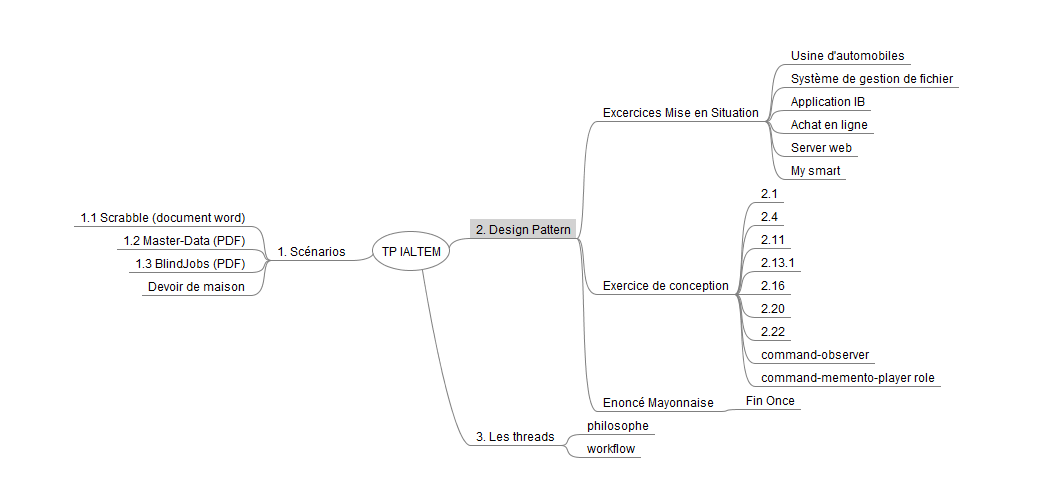 TP IALTEM
1. Scénarios
1.1 Scrabble (document word)
1.2 Master-Data (PDF)
1.3 BlindJobs (PDF)
Devoir de maison
2. Design Pattern
Excercices Mise en Situation
Usine d'automobiles
Système de gestion de fichier
Application IB
Achat en ligne
Server web
My smart
Exercice de conception
2.1
2.4
2.11
2.13.1
2.16
2.20
2.22
command-observer
command-memento-player role
Enoncé Mayonnaise
Fin Once
3. Les threads
philosophe
workflow